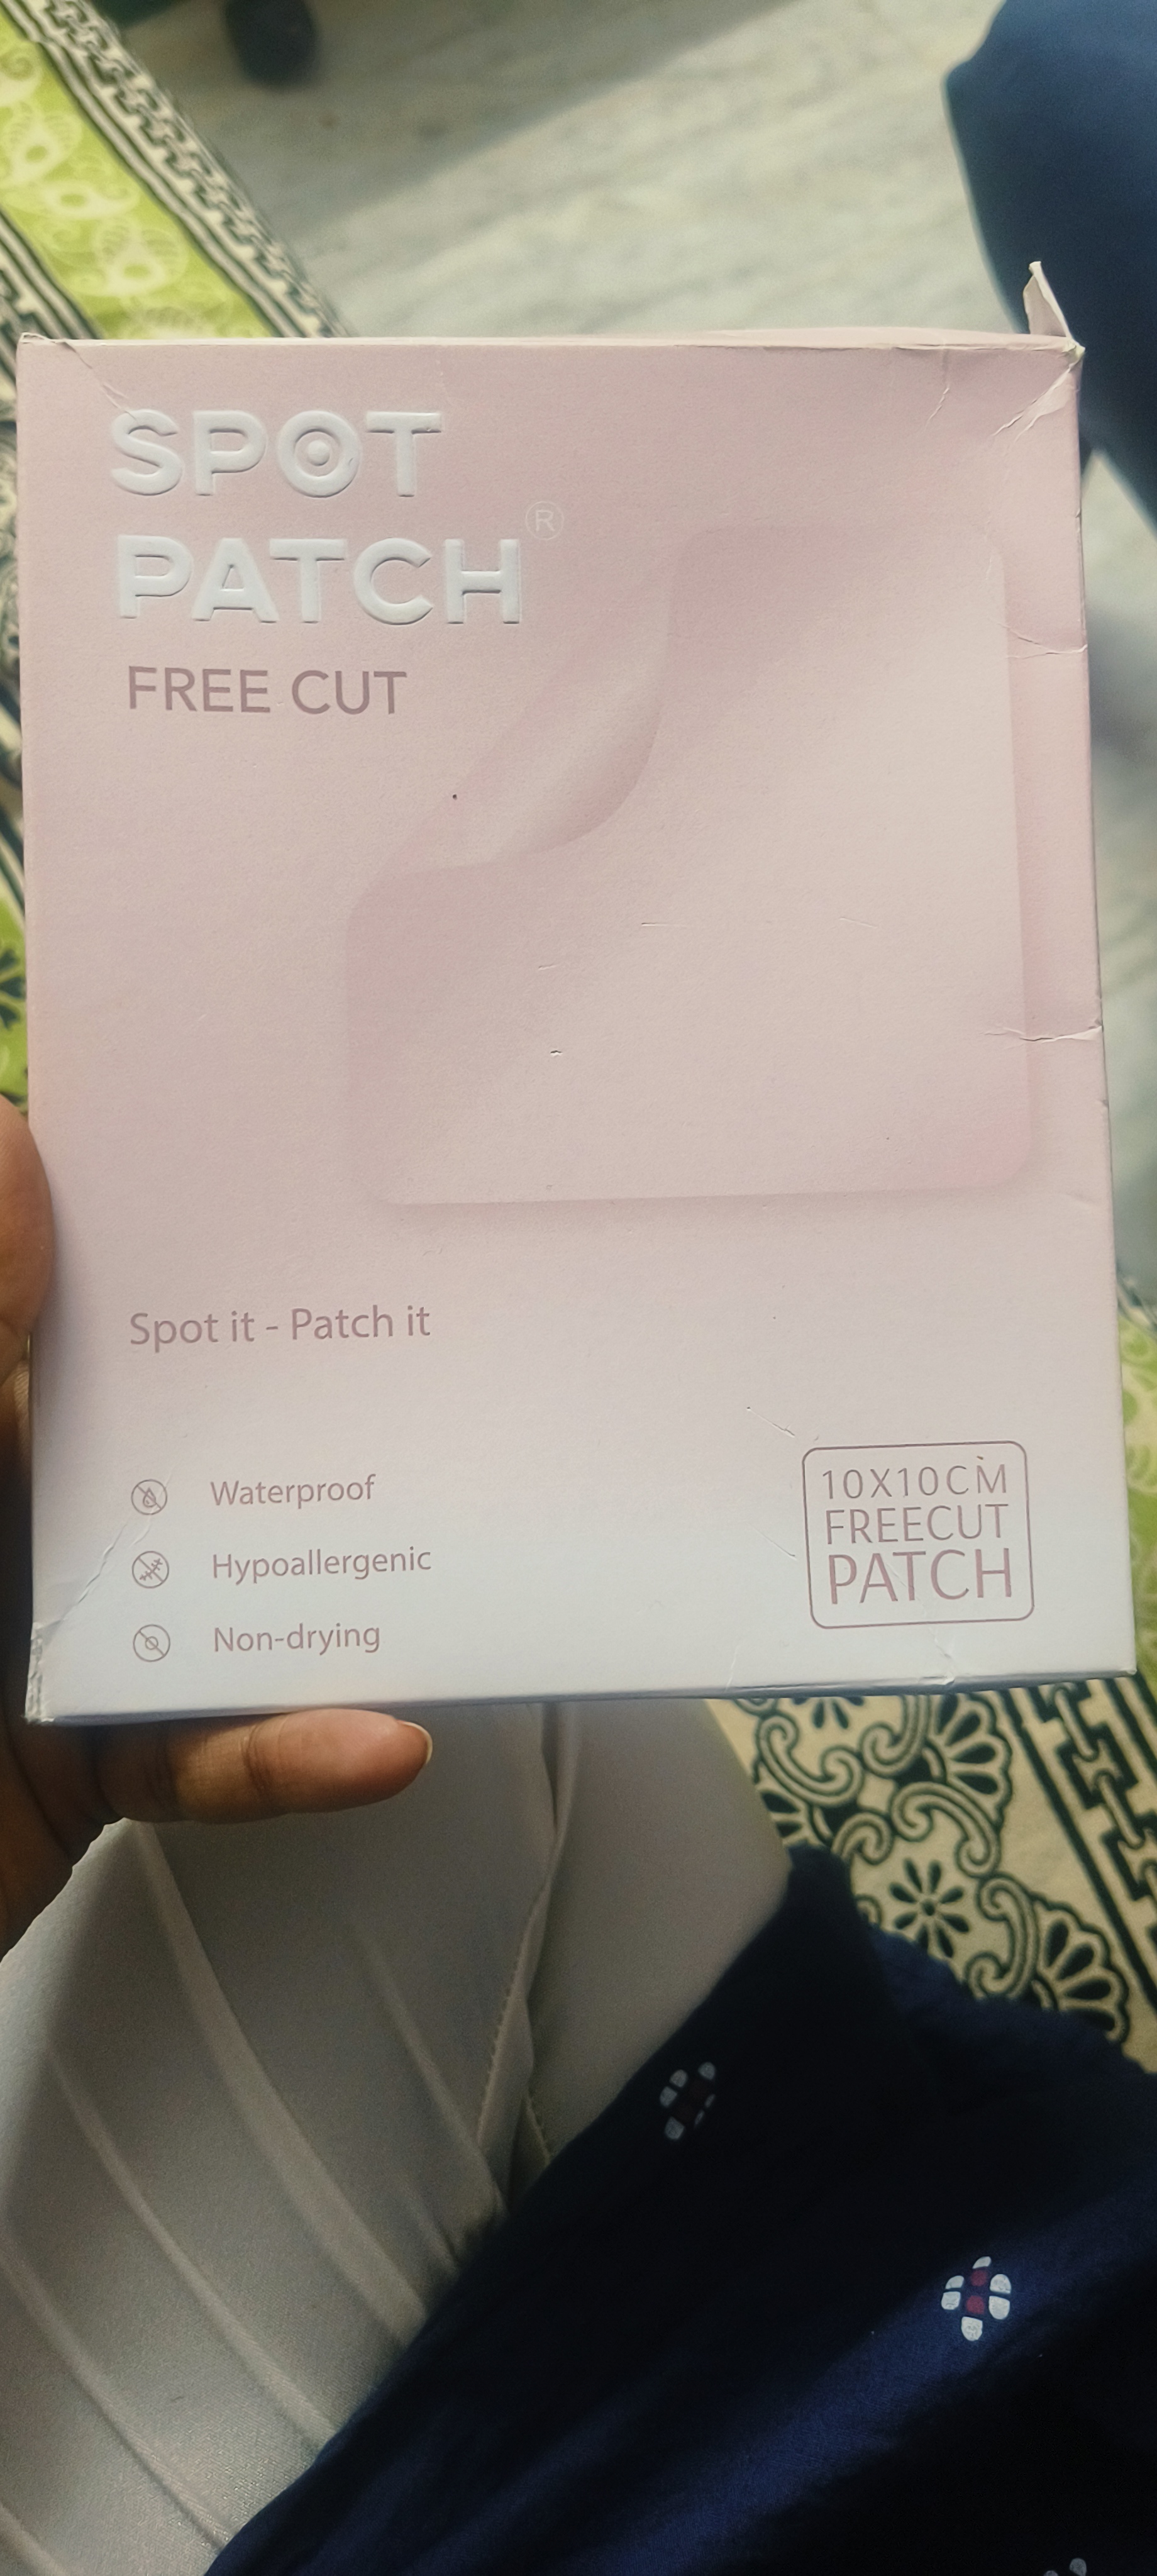 SPOT
PATCH®
FREE CUT
Spot it - Patch it
Waterproof
Hypoallergenic
Non-drying
10X10CM
FREECUT
PATCH